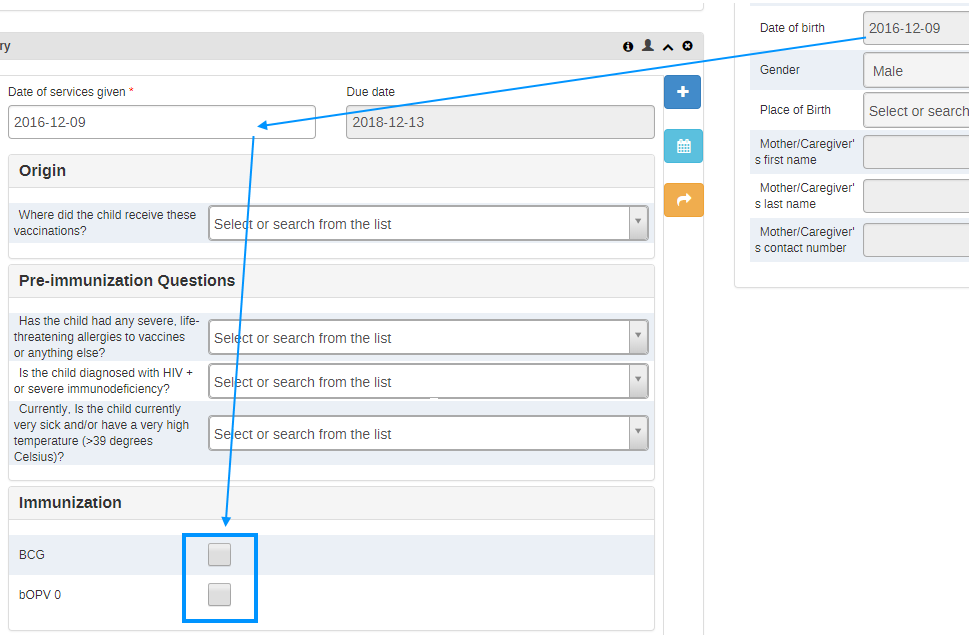 ry
Date of services given *
Due date
2016-12-09
2018-12-13
Origin
Where did the child receive these
vaccinations?
Select or search from the list
Pre-immunization Questions
Has the child had any severe, life-
threatening allergies to vaccines
or anything else?
Select or search from the list
Is the child diagnosed with HIV +
or severe immunodeficiency?
Select or search from the list
Currently, Is the child currently
very sick and/or have a very high
temperature (>39 degrees
Celsius)?
Select or search from the list
Immunization
BCG
bOPV 0
Date of birth
2016-12-09
Gender
Male
Place of Birth
Select or search
Mother/Caregiver'
s first name
Mother/Caregiver'
s last name
Mother/Caregiver'
s contact number